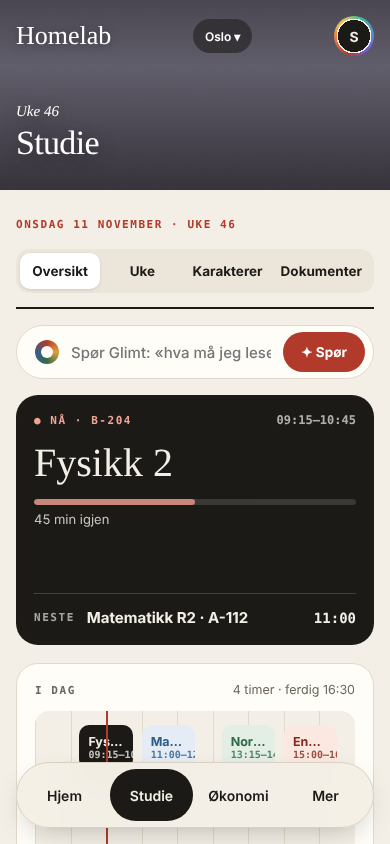 Homelab
Oslo ▾
S
Uke 46
Studie
ONSDAG 11 NOVEMBER · UKE 46
Oversikt Uke Karakterer Dokumenter
Spør Glimt: «hva må jeg lese
✦ Spør
● NÅ · B-204 09:15–10:45
Fysikk 2
45 min igjen
NESTE Matematikk R2 · A-112 11:00
I DAG 4 timer · ferdig 16:30
Fys… Ma… Nor… En…
09:15–10 11:00–12 13:15–14 15:00–16
Hjem Studie Økonomi Mer